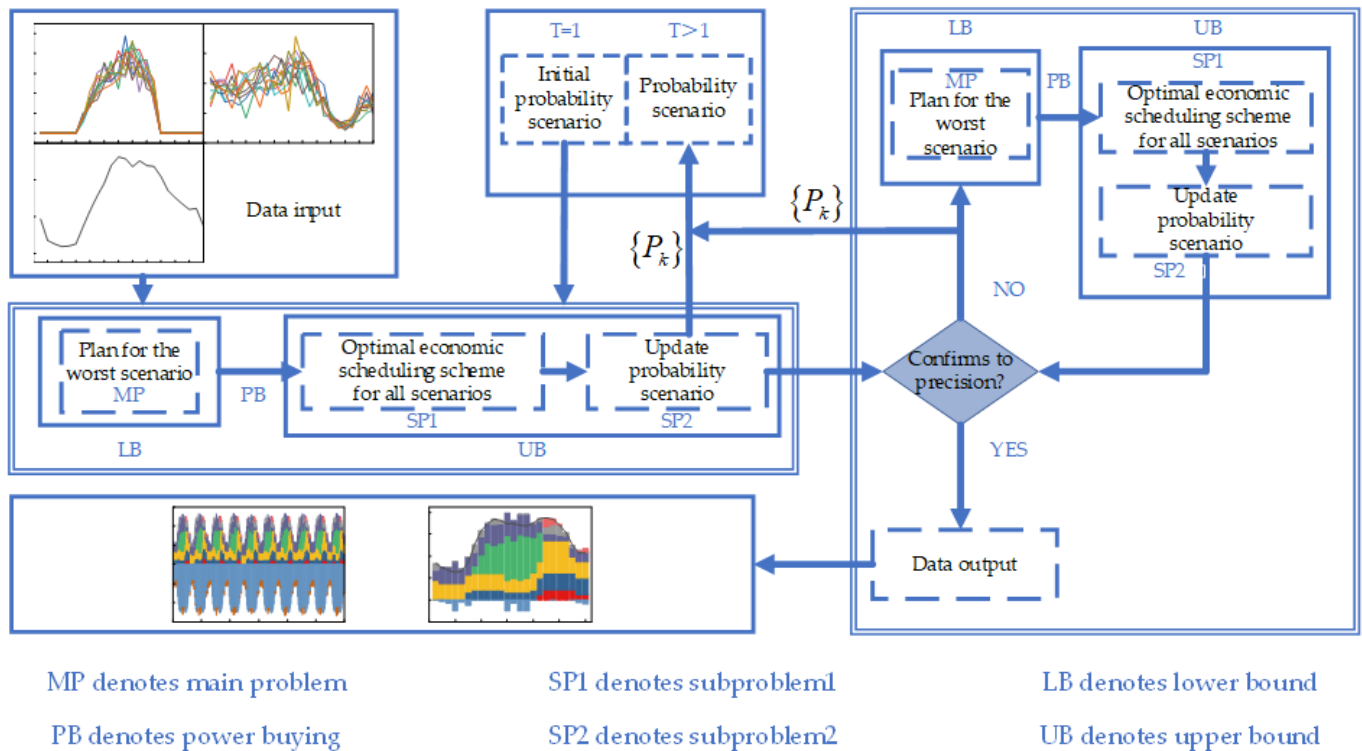 Data input
T=1
T>1
Initial
probability
scenario
Probability
scenario
{P_k}
{P_k}
LB
UB
MP
Plan for the
worst
scenario
PB
SP1
Optimal economic
scheduling scheme
for all scenarios
Update
probability
scenario
SP2
NO
Plan for the
worst scenario
MP
LB
PB
Optimal economic
scheduling scheme
for all scenarios
SP1
Update
probability
scenario
SP2
UB
Confirms to
precision?
YES
Data output
MP denotes main problem
SP1 denotes subproblem1
LB denotes lower bound
PB denotes power buying
SP2 denotes subproblem2
UB denotes upper bound